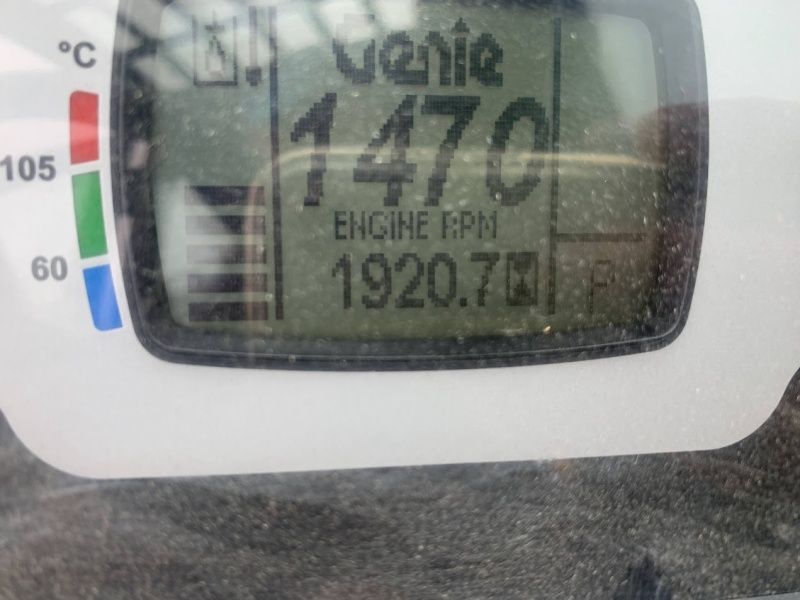 °C
Genie
1470
105
ENGINE RPM
60
1920.7
P